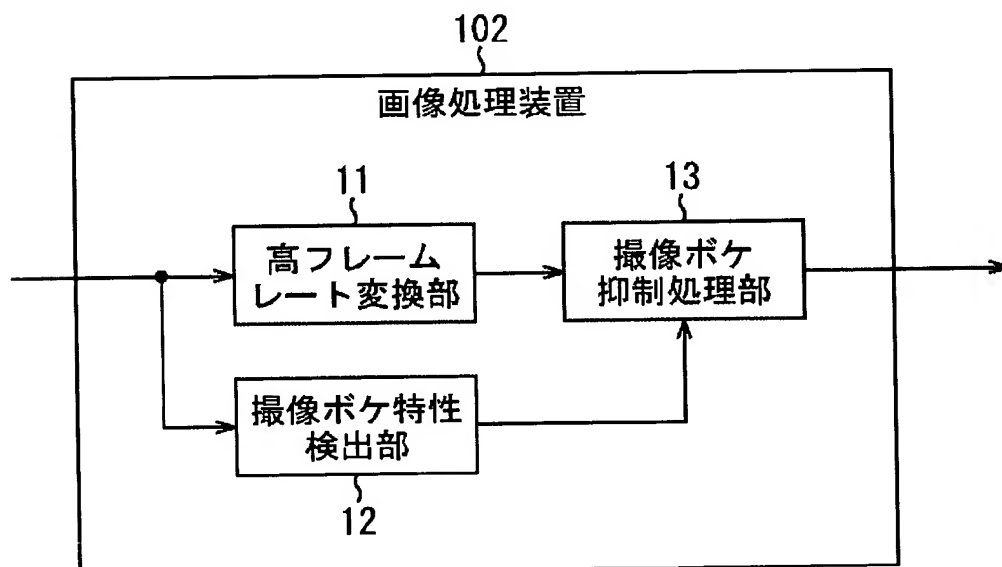 102
画像処理装置
11
高フレーム
レート変換部
13
撮像ボケ
抑制処理部
撮像ボケ特性
検出部
12